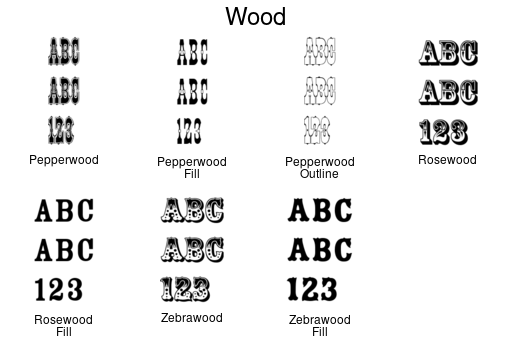 Wood
ABC ABC ABC ABC
ABC ABC ABC ABC
123 123 123 123
Pepperwood Pepperwood Fill Pepperwood Outline Rosewood
ABC ABC ABC
ABC ABC ABC
123 123 123
Rosewood Fill Zebrawood Zebrawood Fill